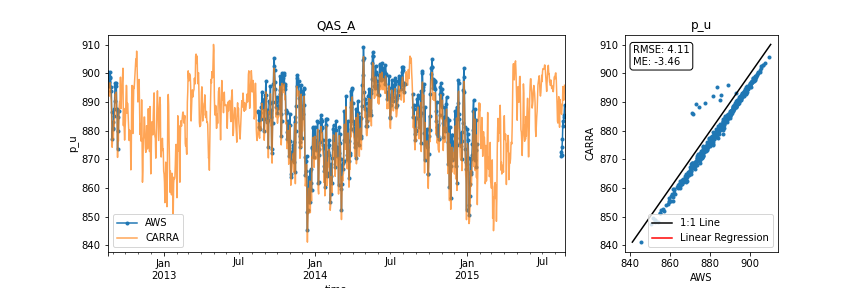 QAS_A
p_u
910
900
890
880
870
860
850
840
p_u
AWS
CARRA
Jan
2013
Jul
Jan
2014
Jul
Jan
2015
Jul
time
p_u
RMSE: 4.11
ME: -3.46
910
900
890
880
870
860
850
840
CARRA
1:1 Line
Linear Regression
840
860
880
900
AWS